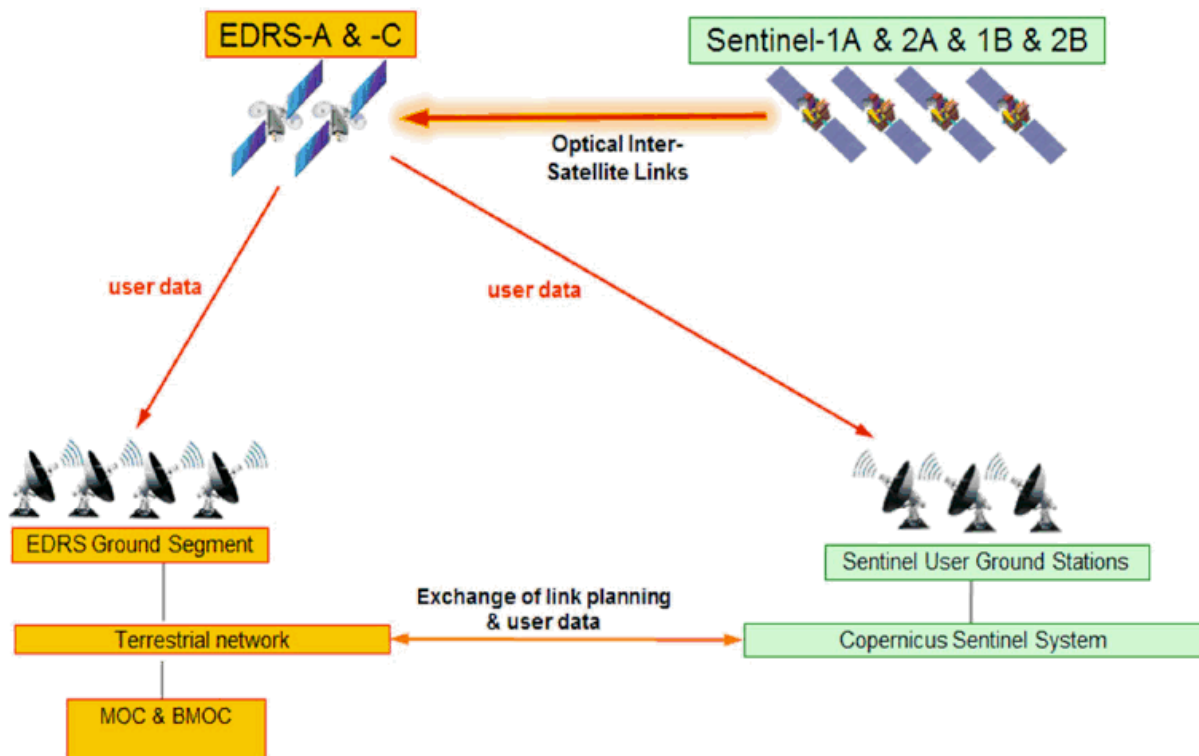 EDRS-A & -C
Sentinel-1A & 2A & 1B & 2B
Optical Inter-
Satellite Links
user data
user data
EDRS Ground Segment
Sentinel User Ground Stations
Exchange of link planning
& user data
Terrestrial network
Copernicus Sentinel System
MOC & BMOC